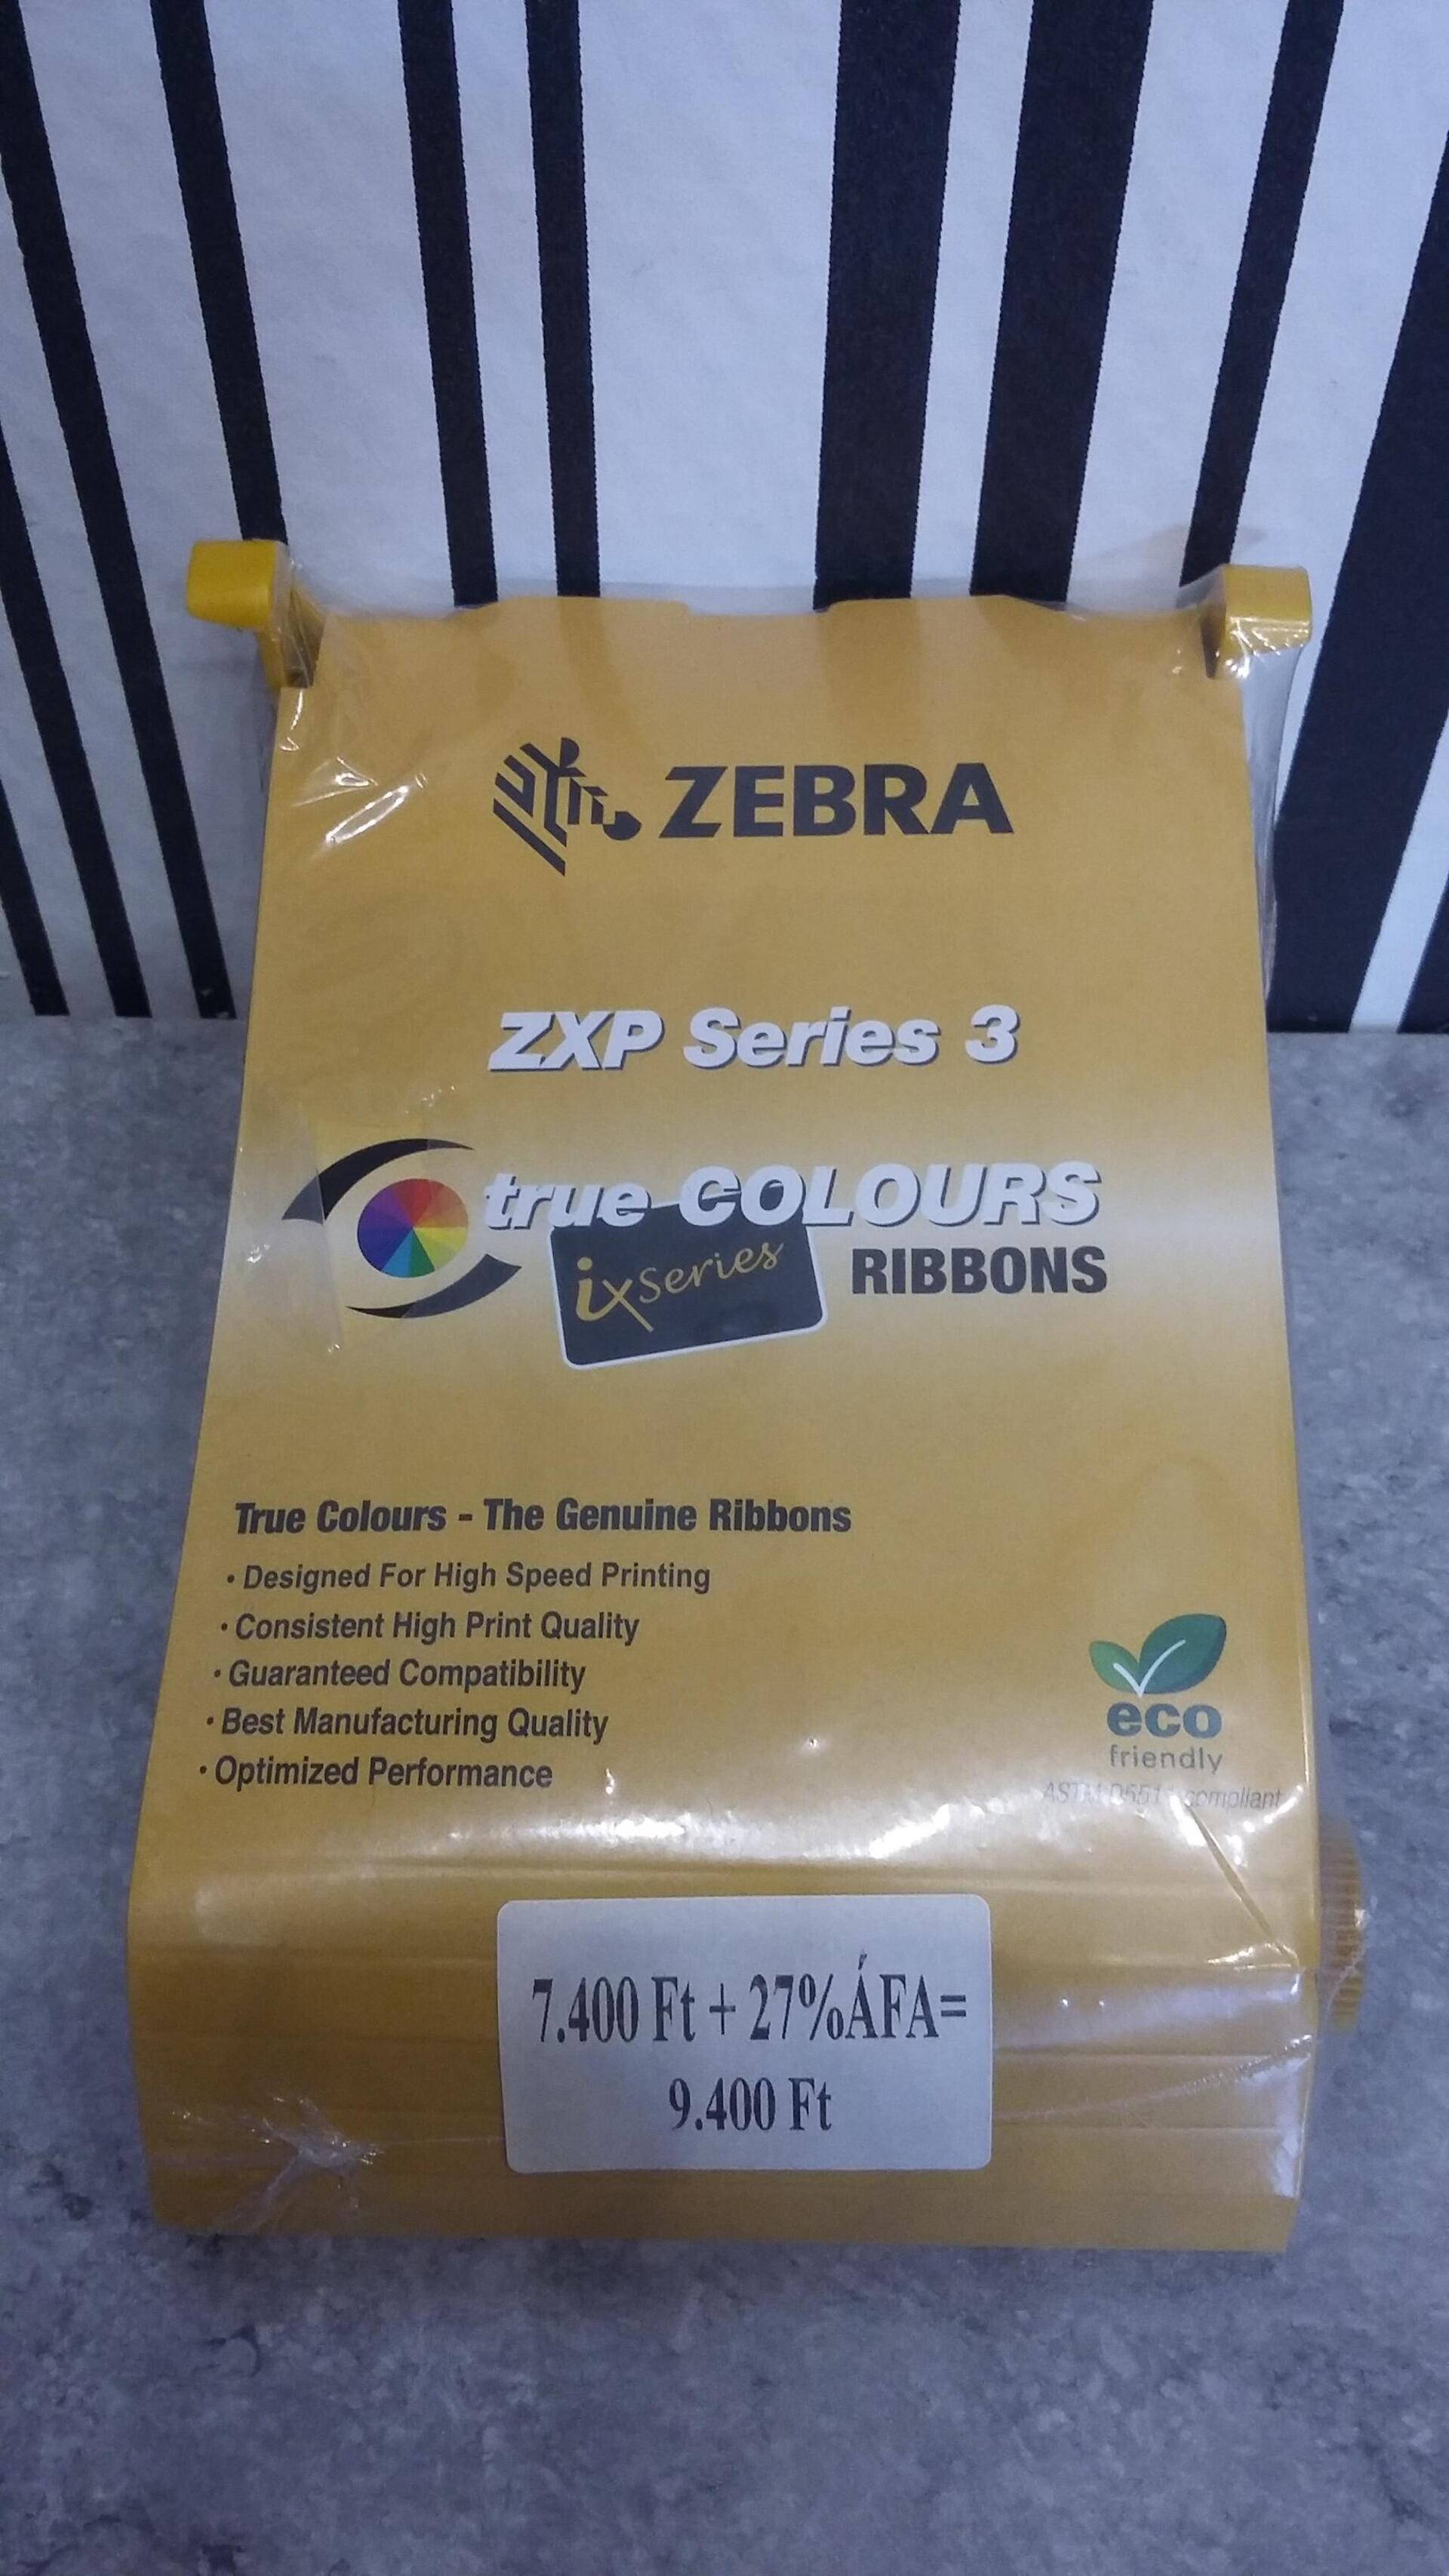 ZEBRA
ZXP Series 3
true COLOURS
ixSeries RIBBONS
True Colours - The Genuine Ribbons
• Designed For High Speed Printing
• Consistent High Print Quality
• Guaranteed Compatibility
• Best Manufacturing Quality
• Optimized Performance
eco
friendly
compliant
7.400 Ft + 27%ÁFA=
9.400 Ft